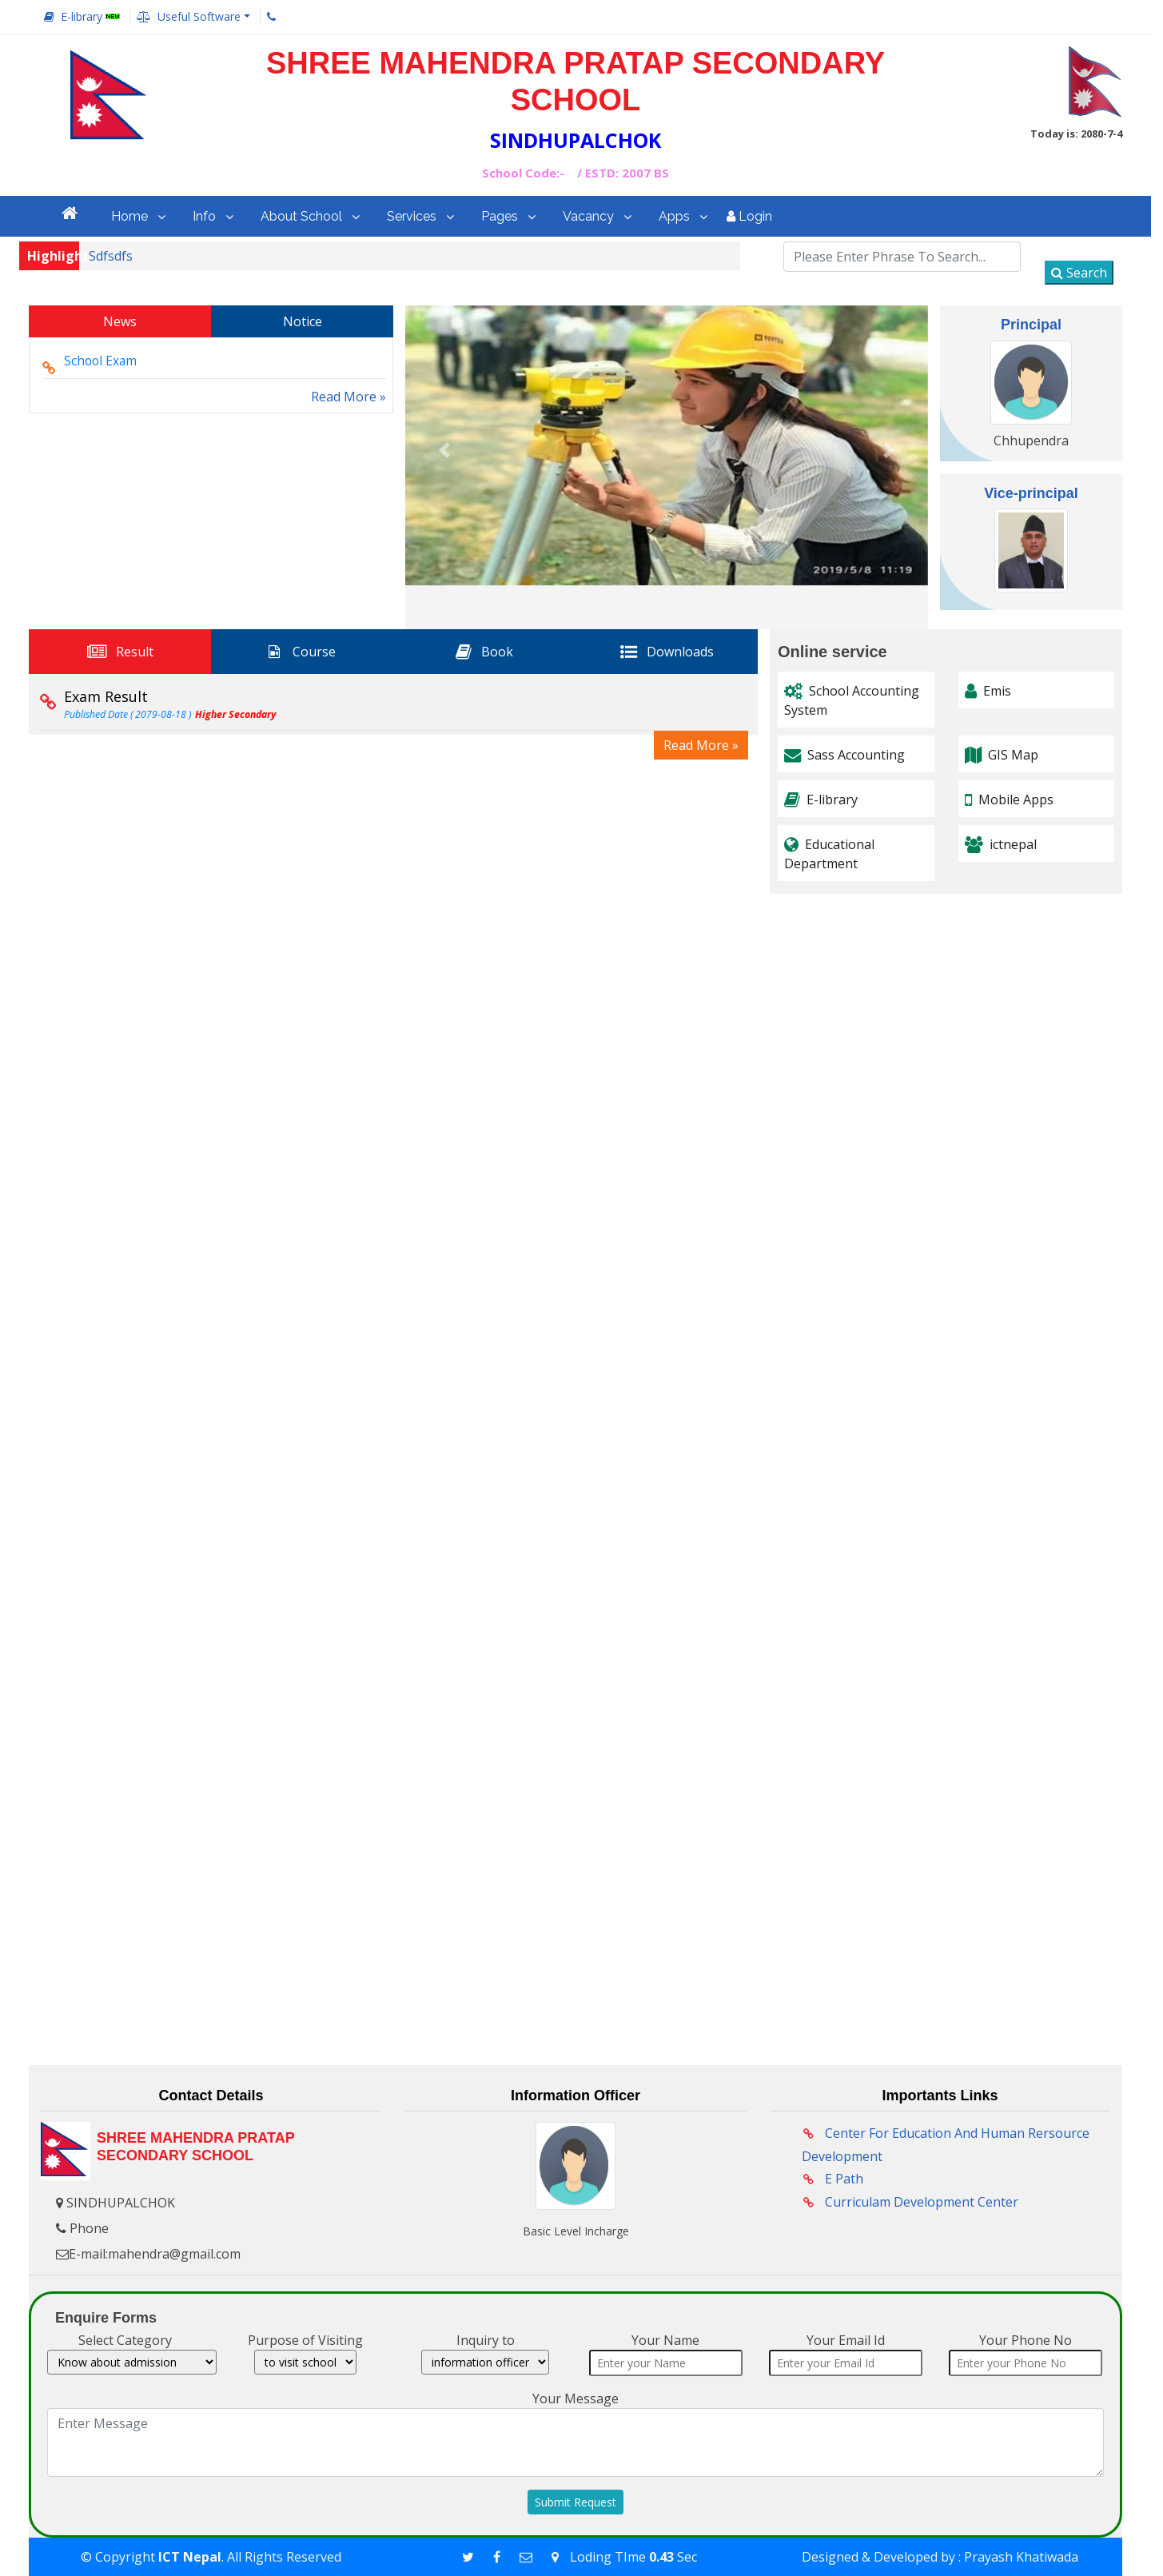 E-library NEW Useful Software
SHREE MAHENDRA PRATAP SECONDARY
SCHOOL
SINDHUPALCHOK
School Code:- / ESTD: 2007 BS
Today is: 2080-7-4
Home Info About School Services Pages Vacancy Apps Login
Highligh
Sdfsdfs
Please Enter Phrase To Search...
Search
News Notice
School Exam
Read More »
VERTEX
2019/5/8 11:19
Principal
Chhupendra
Vice-principal
Result Course Book Downloads
Exam Result
Published Date ( 2079-08-18 ) Higher Secondary
Read More »
Online service
School Accounting
System
Emis
Sass Accounting
GIS Map
E-library
Mobile Apps
Educational
Department
ictnepal
Contact Details
SHREE MAHENDRA PRATAP
SECONDARY SCHOOL
SINDHUPALCHOK
Phone
E-mail:mahendra@gmail.com
Information Officer
Basic Level Incharge
Importants Links
Center For Education And Human Rersource
Development
E Path
Curriculam Development Center
Enquire Forms
Select Category Purpose of Visiting Inquiry to Your Name Your Email Id Your Phone No
Know about admission to visit school information officer Enter your Name Enter your Email Id Enter your Phone No
Your Message
Enter Message
Submit Request
© Copyright ICT Nepal. All Rights Reserved
Loding TIme 0.43 Sec
Designed & Developed by : Prayash Khatiwada